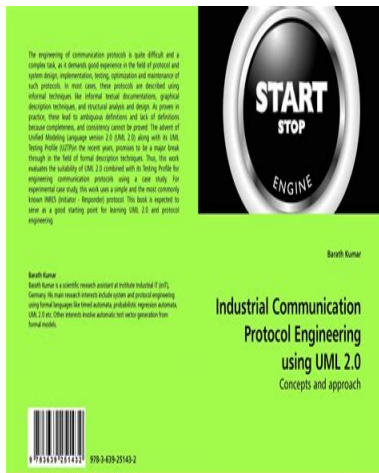 The engineering of communication protocols is quite difficult and a
complex task, as it demands good experience in the field of protocol and
system design, implementation, testing, optimization and maintenance of
such protocols. In most cases, these protocols are described using
informal techniques like informal textual documentations, graphical
description techniques, and structural analysis and design. As proven in
practice, these lead to ambiguous definitions and lack of definitions
because completeness, and consistency cannot be proved. The advent of
Unified Modeling Language version 2.0 (UML 2.0) along with its UML
Testing Profile (U2TP)in the recent years, promises to be a major break
through in the field of formal description techniques. Thus, this work
evaluates the suitability of UML 2.0 combined with its Testing Profile for
engineering communication protocols using a case study. For
experimental case study, this work uses a simple and the most commonly
known INRES (Initiator - Responder) protocol. This book is expected to
serve as a good starting point for learning UML 2.0 and protocol
engineering.
Barath Kumar
Barath Kumar is a scientific research assistant at Institute Industrial IT (inIT),
Germany. His main research interests include system and protocol engineering
using formal languages like timed automata, probabilistic regression automata,
UML 2.0 etc. Other interests involve automatic test vector generation from
formal models.
9 783639 251432
978-3-639-25143-2
START
STOP
ENGINE
Barath Kumar
Industrial Communication
Protocol Engineering
using UML 2.0
Concepts and approach